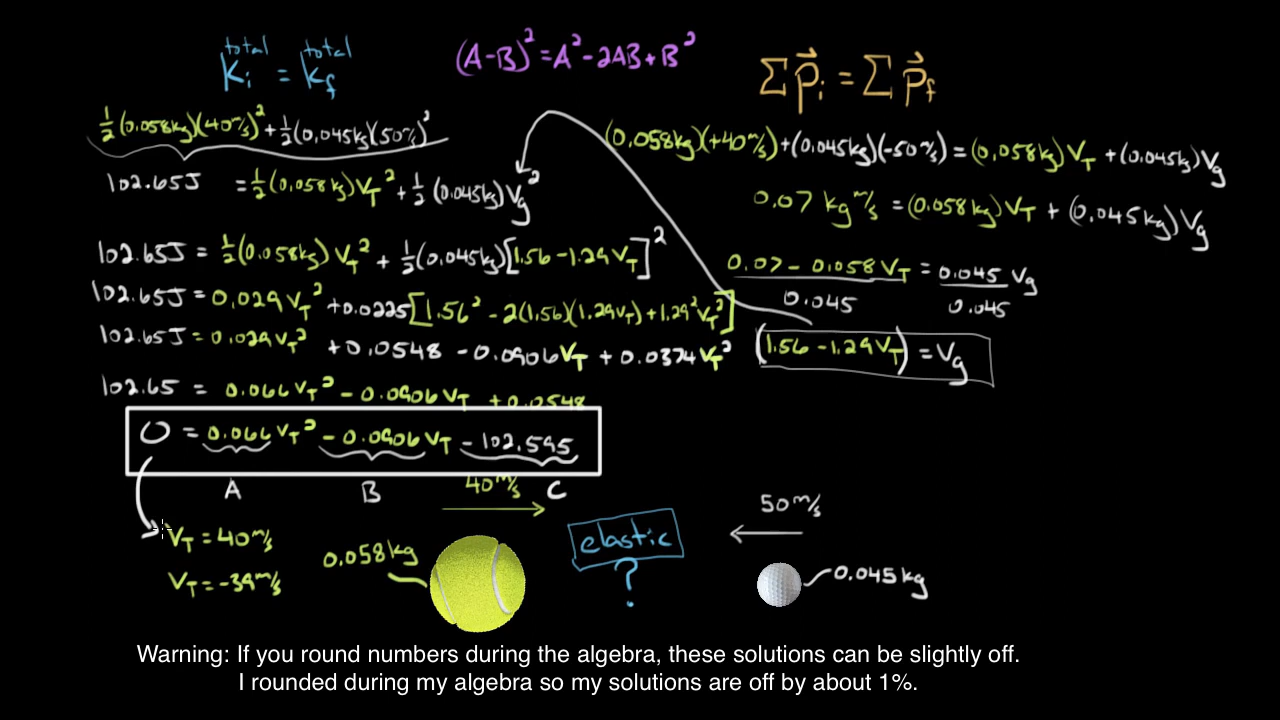 K_i^total = K_f^total
(A-B)² = A² - 2AB + B²
Σp⃗_i = Σp⃗_f
½(0.058kg)(40 m/s)² + ½(0.045kg)(50 m/s)²
102.65J = ½(0.058kg)V_T² + ½(0.045kg)V_g²
102.65J = ½(0.058kg)V_T² + ½(0.045kg)[1.56 - 1.29V_T]²
102.65J = 0.029V_T² + 0.0225[1.56² - 2(1.56)(1.29V_T) + 1.29²V_T²]
102.65J = 0.029V_T² + 0.0548 - 0.0906V_T + 0.0374V_T²
102.65 = 0.066V_T² - 0.0906V_T + 0.0548
0 = 0.066V_T² - 0.0906V_T - 102.595
A B C
(0.058kg)(+40 m/s) + (0.045kg)(-50 m/s) = (0.058kg)V_T + (0.045kg)V_g
0.07 kg m/s = (0.058kg)V_T + (0.045kg)V_g
0.07 - 0.058V_T = 0.045 V_g
0.045 0.045
(1.56 - 1.29V_T) = V_g
V_T = 40 m/s
V_T = -39 m/s
40 m/s
0.058kg
elastic
?
50 m/s
0.045kg
Warning: If you round numbers during the algebra, these solutions can be slightly off.
I rounded during my algebra so my solutions are off by about 1%.